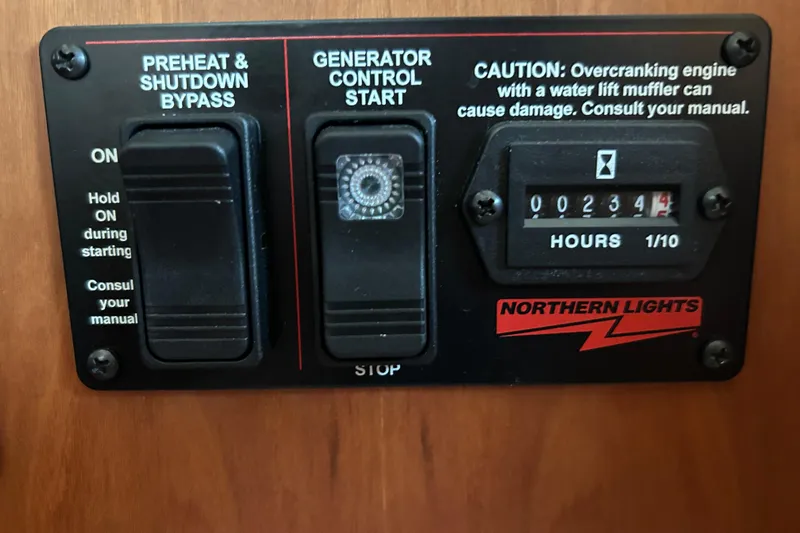 PREHEAT &
SHUTDOWN
BYPASS
ON
Hold
ON
during
starting
Consul
your
manual
GENERATOR
CONTROL
START
STOP
CAUTION: Overcranking engine
with a water lift muffler can
cause damage. Consult your manual.
0 0 2 3 4 4
HOURS 1/10
NORTHERN LIGHTS